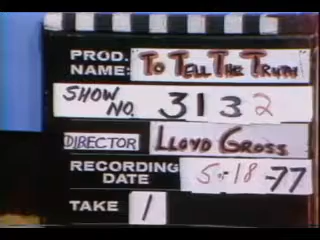 PROD. NAME: TO TELL THE TRUTH
SHOW NO. 3132
DIRECTOR LLOYD GROSS
RECORDING DATE 5-18-77
TAKE 1